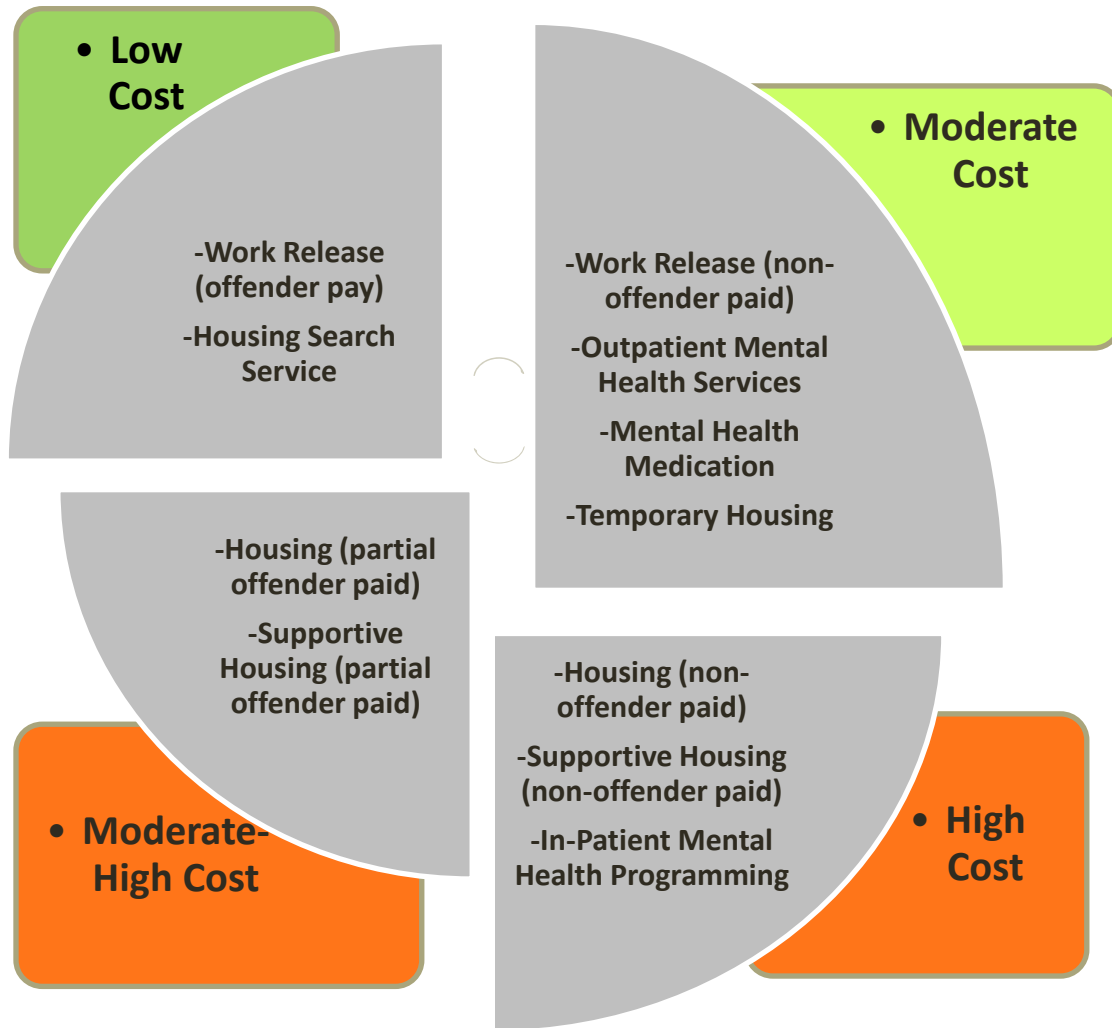 • Low
Cost
-Work Release
(offender pay)
-Housing Search
Service
• Moderate
Cost
-Work Release (non-
offender paid)
-Outpatient Mental
Health Services
-Mental Health
Medication
-Temporary Housing
-Housing (partial
offender paid)
-Supportive
Housing (partial
offender paid)
• Moderate-
High Cost
-Housing (non-
offender paid)
-Supportive Housing
(non-offender paid)
-In-Patient Mental
Health Programming
• High
Cost